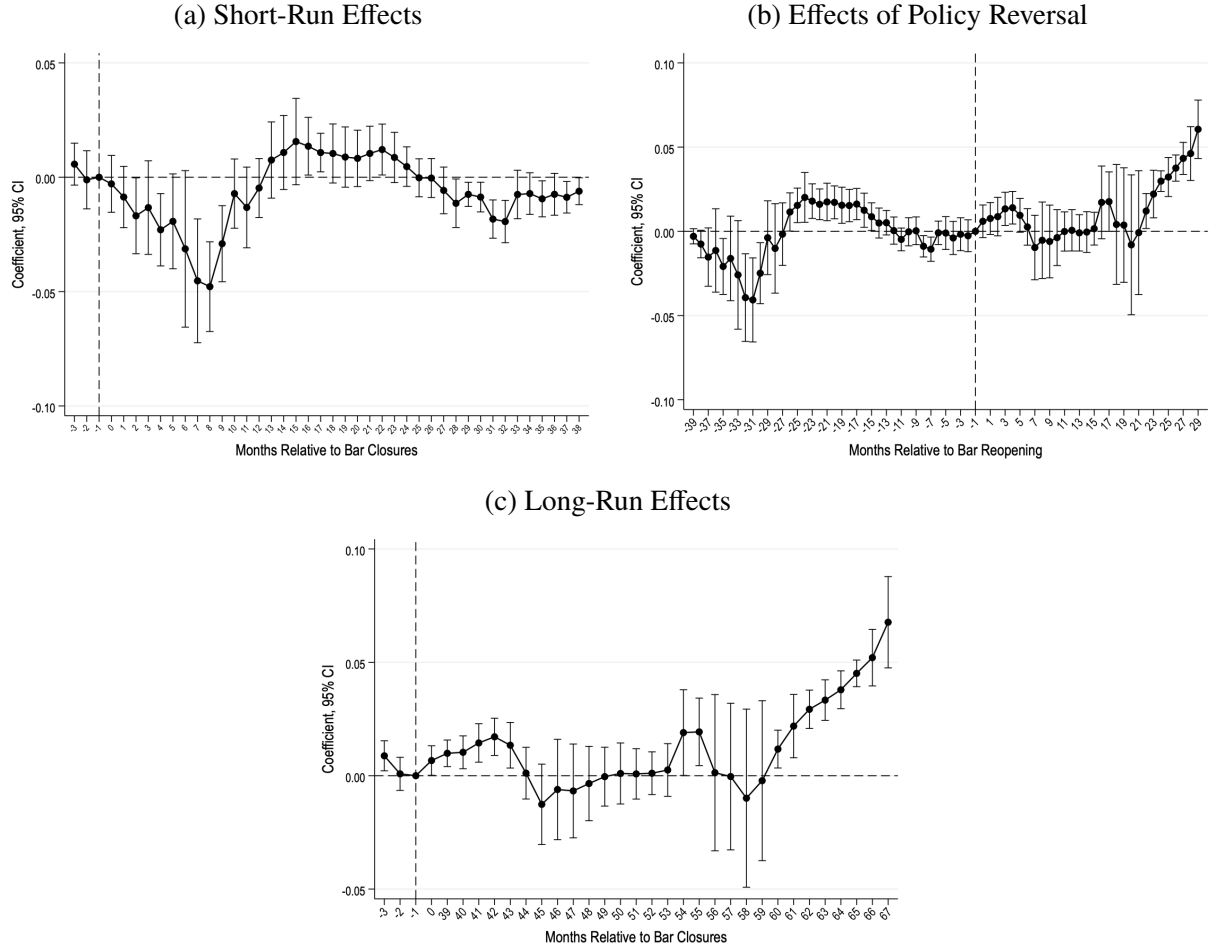 (a) Short-Run Effects
0.05
0.00
-0.05
-0.10
Coefficient, 95% CI
-3 -2 -1 0 1 2 3 4 5 6 7 8 9 10 11 12 13 14 15 16 17 18 19 20 21 22 23 24 25 26 27 28 29 30 31 32 33 34 35 36 37 38
Months Relative to Bar Closures
(b) Effects of Policy Reversal
0.10
0.05
0.00
-0.05
-0.10
Coefficient, 95% CI
-39 -37 -35 -33 -31 -29 -27 -25 -23 -21 -19 -17 -15 -13 -11 -9 -7 -5 -3 -1 1 3 5 7 9 11 13 15 17 19 21 23 25 27 29
Months Relative to Bar Reopening
(c) Long-Run Effects
0.10
0.05
0.00
-0.05
Coefficient, 95% CI
-3 -2 -1 0 39 40 41 42 43 44 45 46 47 48 49 50 51 52 53 54 55 56 57 58 59 60 61 62 63 64 65 66 67
Months Relative to Bar Closures